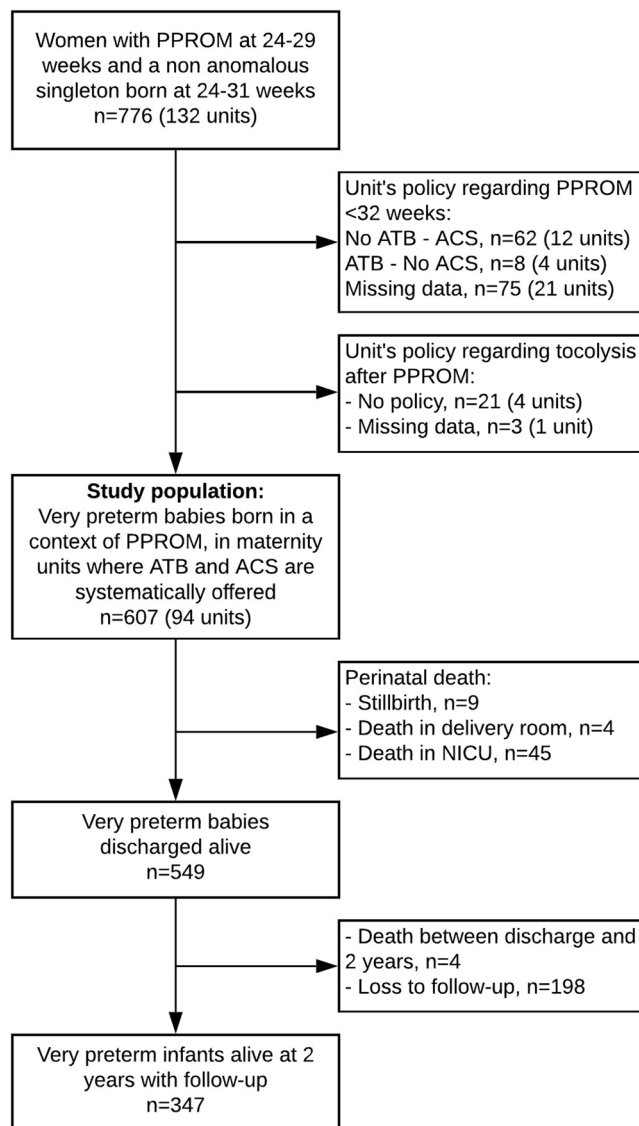 Women with PPROM at 24-29
weeks and a non anomalous
singleton born at 24-31 weeks
n=776 (132 units)
Unit's policy regarding PPROM
<32 weeks:
No ATB - ACS, n=62 (12 units)
ATB - No ACS, n=8 (4 units)
Missing data, n=75 (21 units)
Unit's policy regarding tocolysis
after PPROM:
- No policy, n=21 (4 units)
- Missing data, n=3 (1 unit)
Study population:
Very preterm babies born in a
context of PPROM, in maternity
units where ATB and ACS are
systematically offered
n=607 (94 units)
Perinatal death:
- Stillbirth, n=9
- Death in delivery room, n=4
- Death in NICU, n=45
Very preterm babies
discharged alive
n=549
- Death between discharge and
2 years, n=4
- Loss to follow-up, n=198
Very preterm infants alive at 2
years with follow-up
n=347